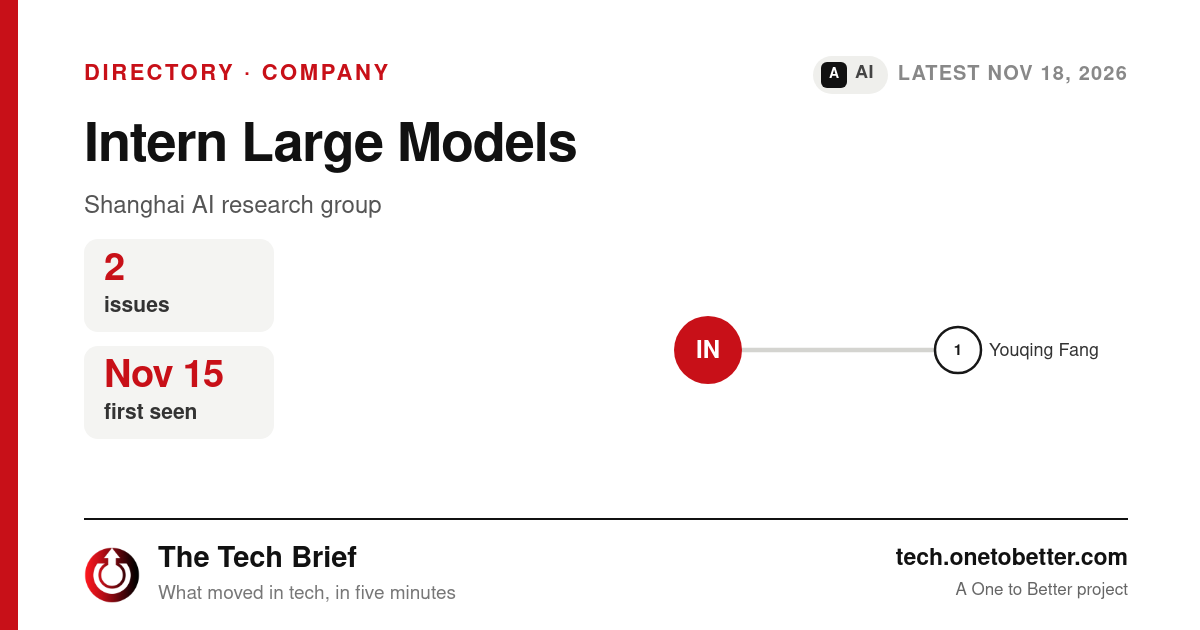 DIRECTORY · COMPANY
A AI LATEST NOV 18, 2026
Intern Large Models
Shanghai AI research group
2
issues
Nov 15
first seen
IN
1 Youqing Fang
The Tech Brief
What moved in tech, in five minutes
tech.onetobetter.com
A One to Better project